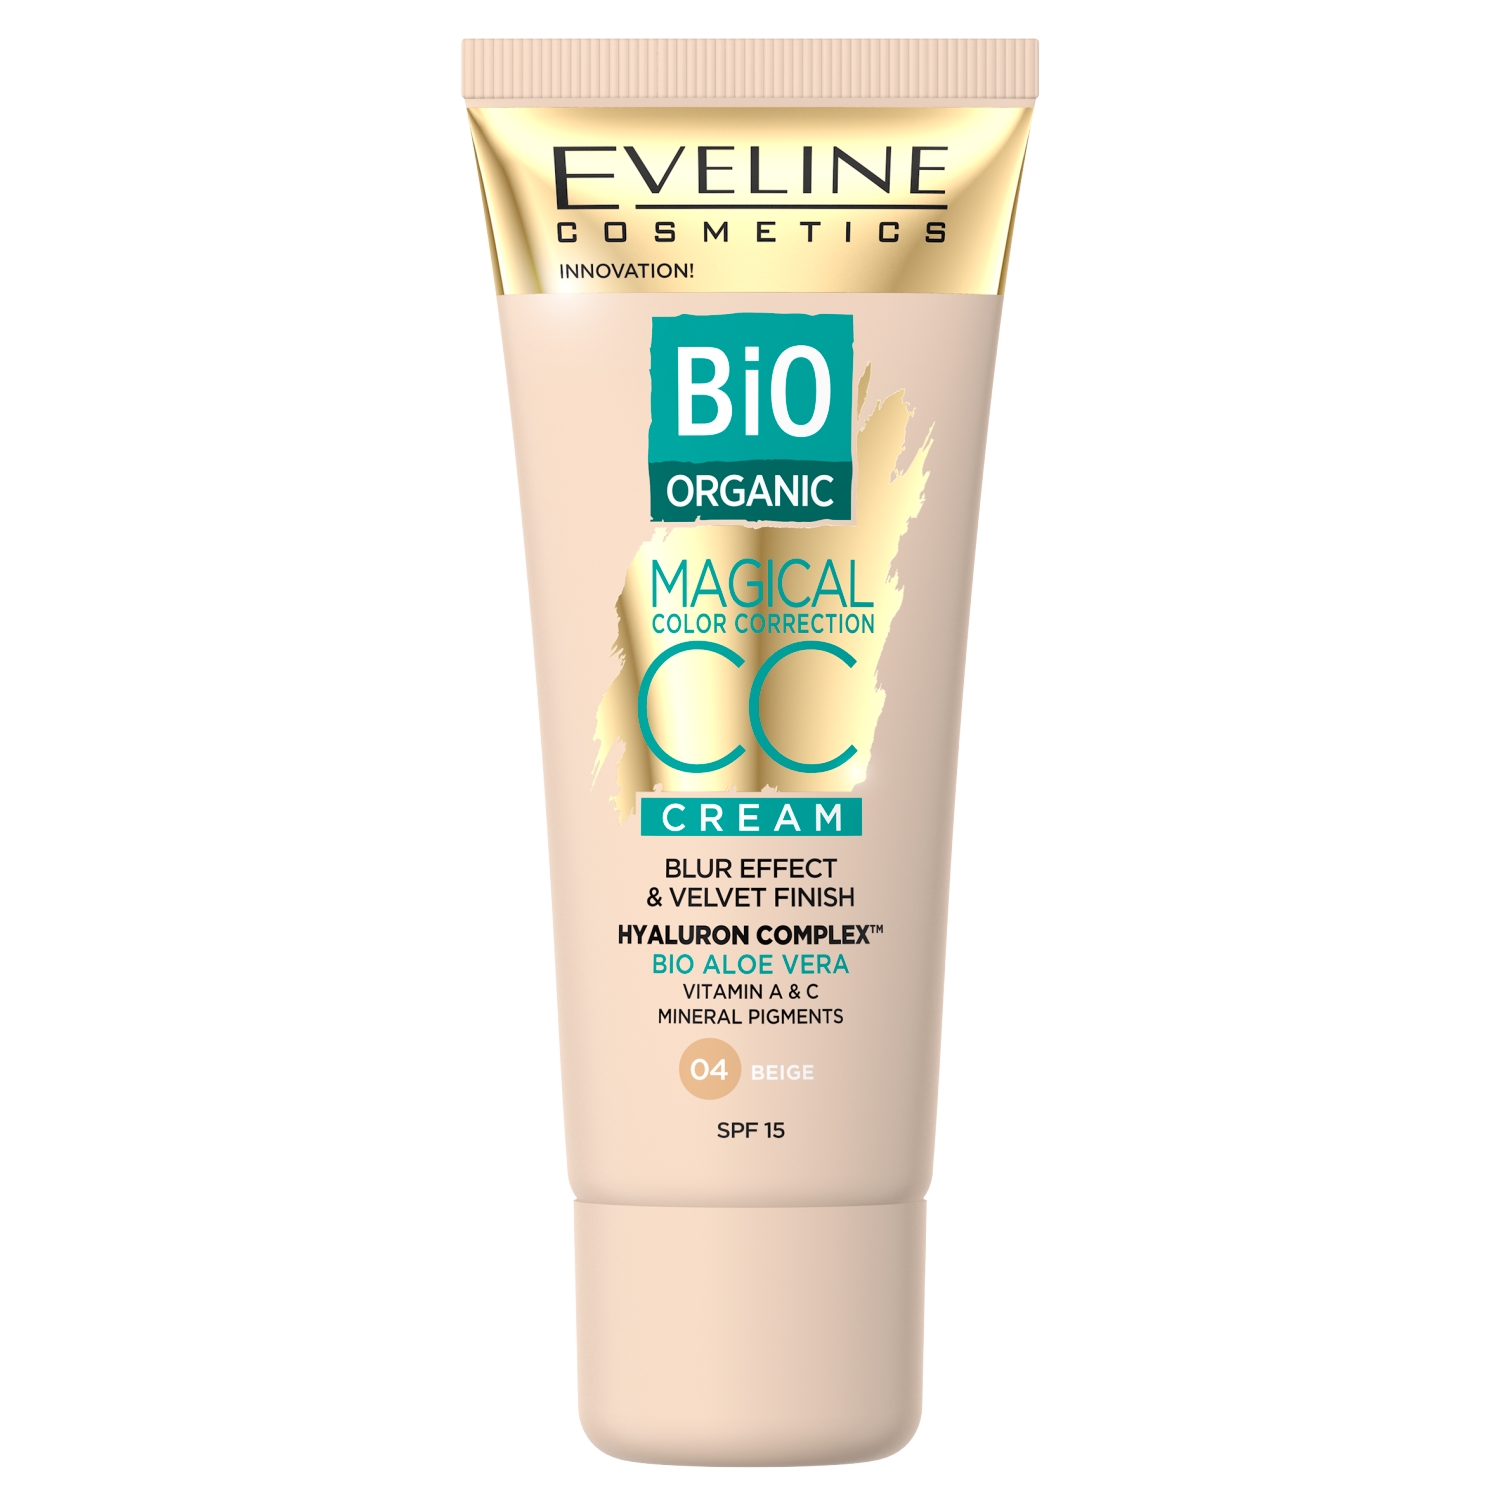 EVELINE
COSMETICS
INNOVATION!
BiO
ORGANIC
MAGICAL
COLOR CORRECTION
CC
CREAM
BLUR EFFECT
& VELVET FINISH
HYALURON COMPLEX™
BIO ALOE VERA
VITAMIN A & C
MINERAL PIGMENTS
04 BEIGE
SPF 15